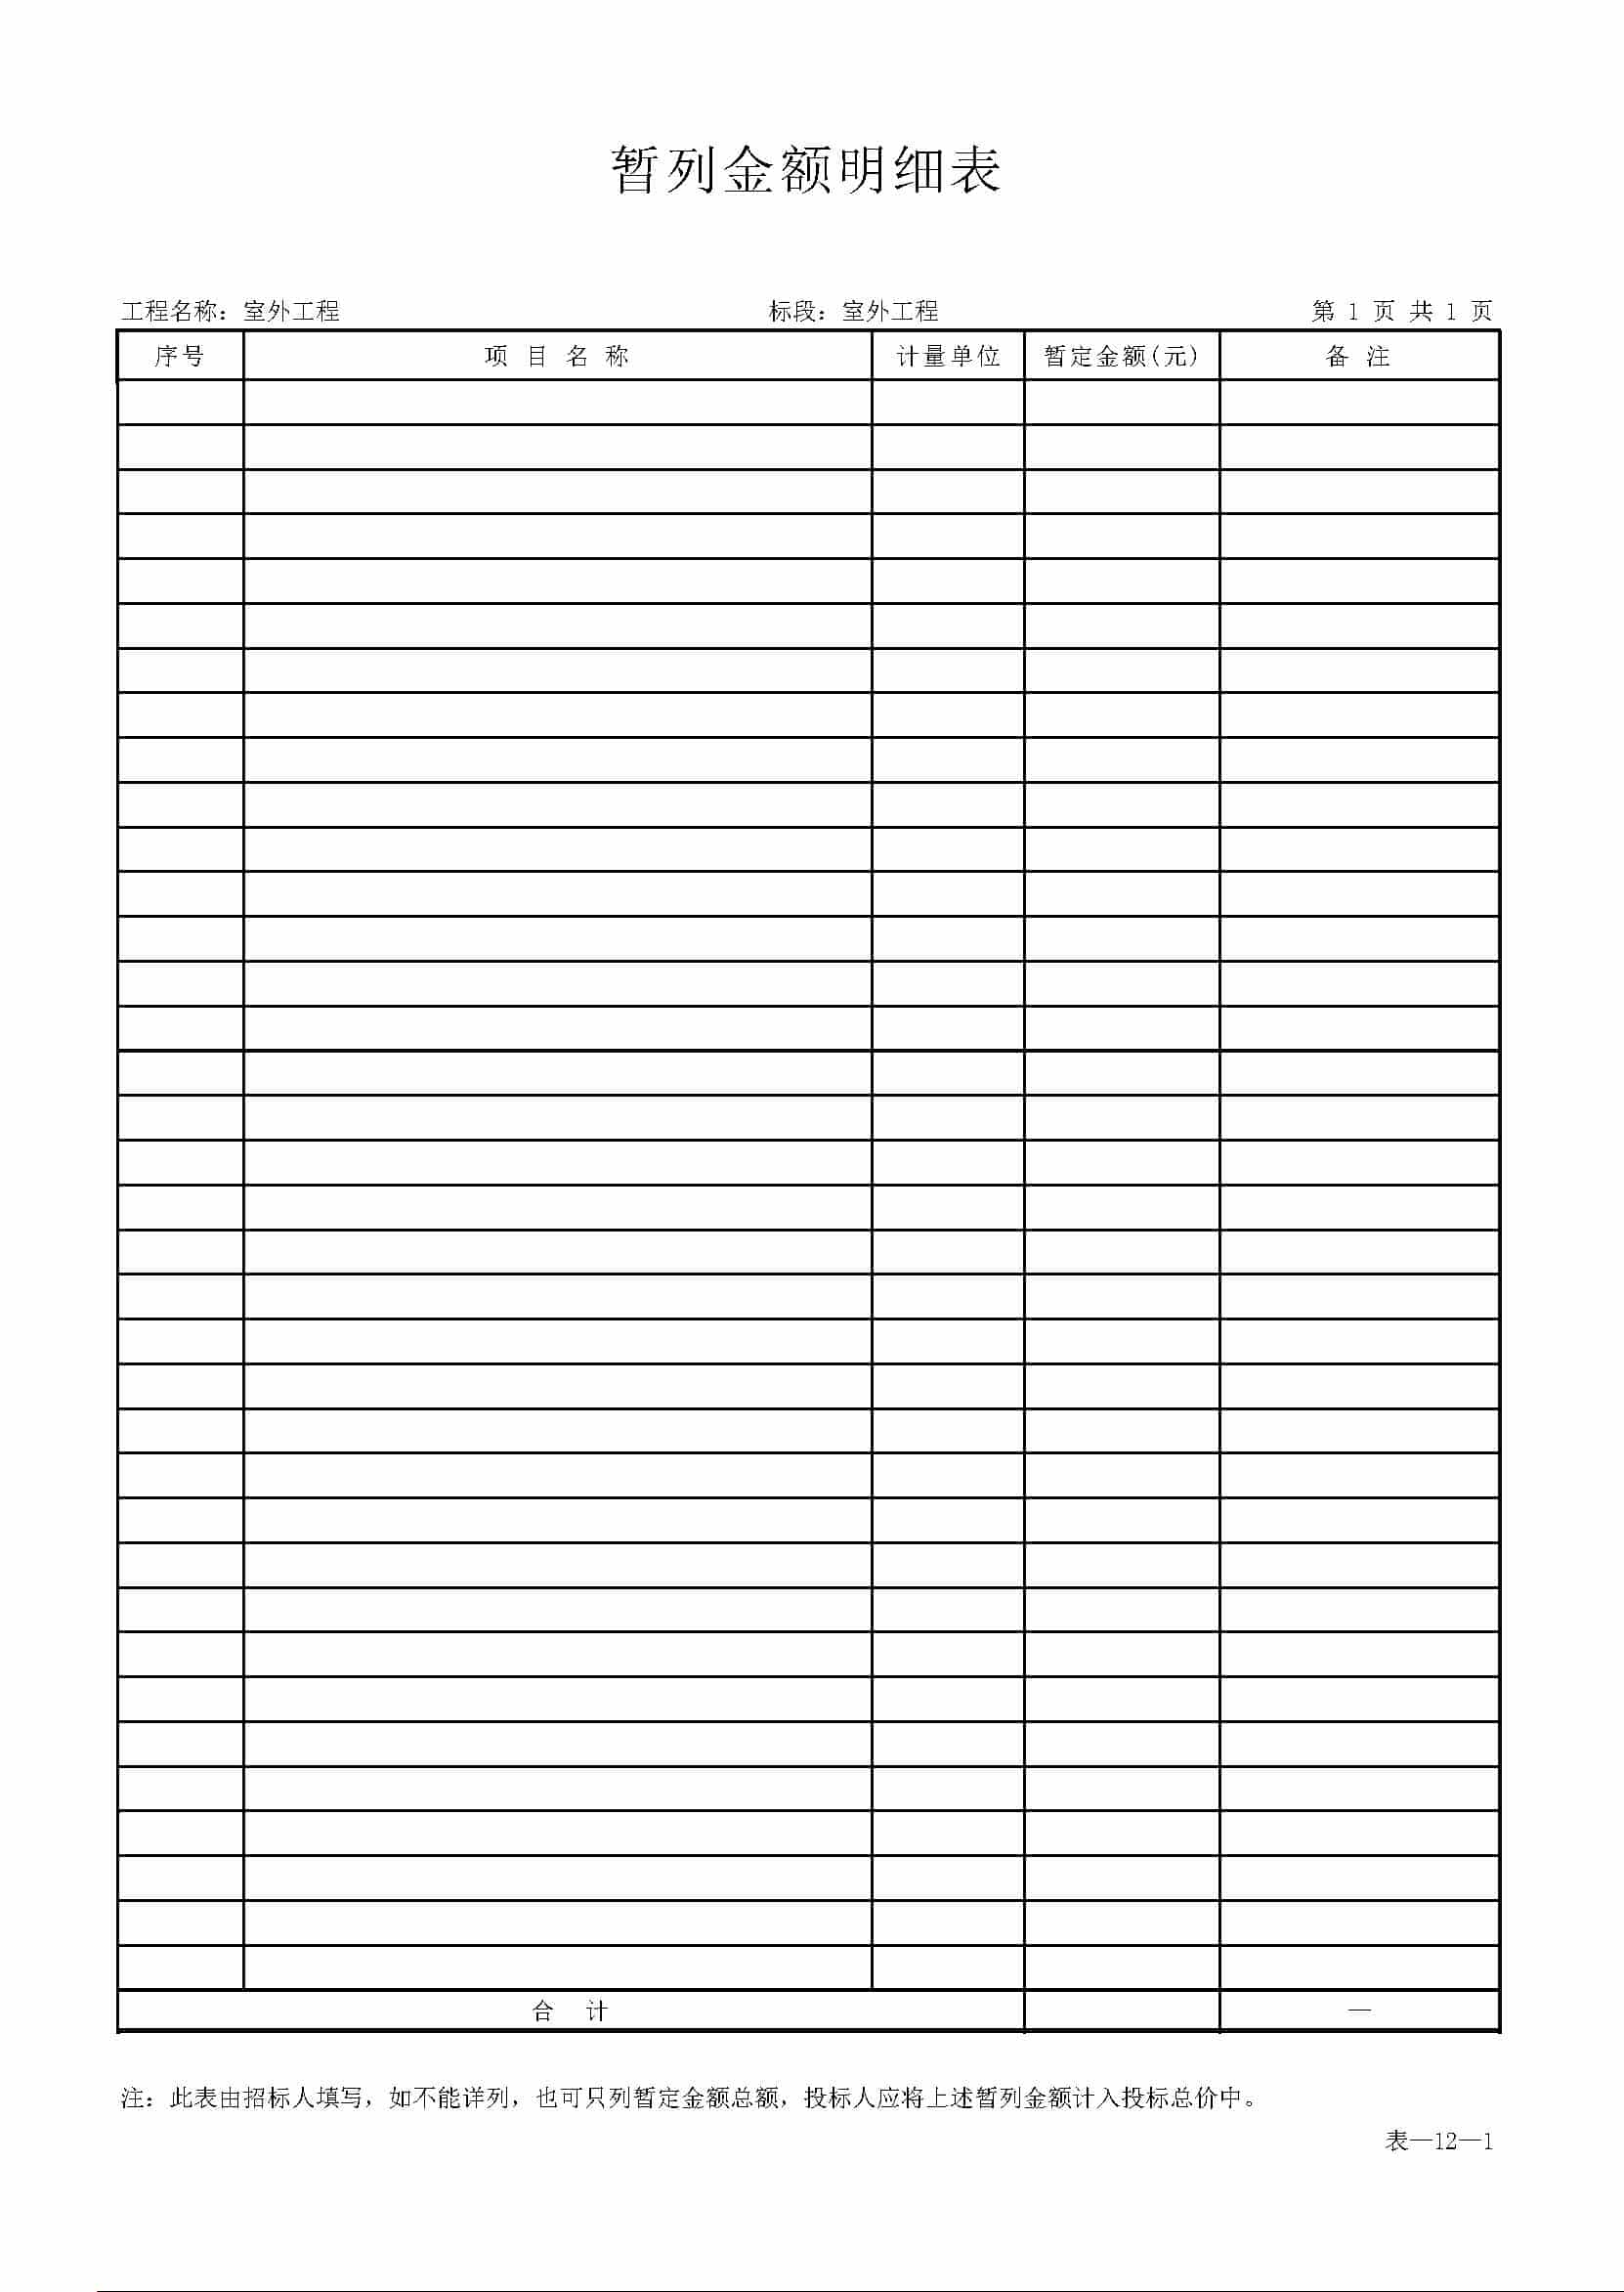 暂列金额明细表
工程名称：室外工程 标段：室外工程 第 1 页 共 1 页
序号 项 目 名 称 计量单位 暂定金额(元) 备 注
合 计 —
注：此表由招标人填写，如不能详列，也可只列暂定金额总额，投标人应将上述暂列金额计入投标总价中。
表—12—1